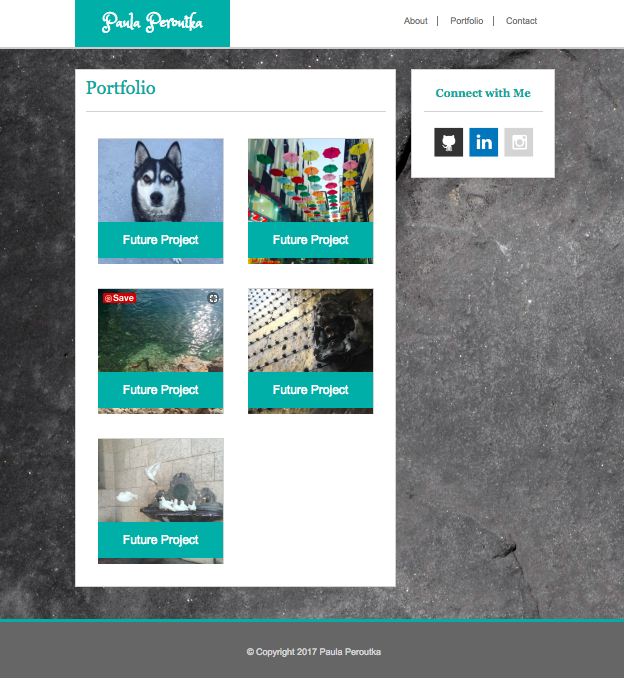 Paula Peroutka
About | Portfolio | Contact
Portfolio
Connect with Me
in
Future Project
Future Project
Save
Future Project
Future Project
Future Project
© Copyright 2017 Paula Peroutka